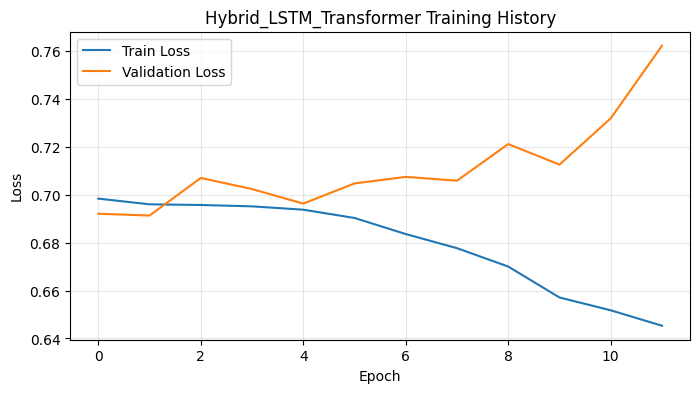 Hybrid_LSTM_Transformer Training History
Train Loss
Validation Loss
0.76
0.74
0.72
0.70
0.68
0.66
0.64
Loss
0 2 4 6 8 10
Epoch